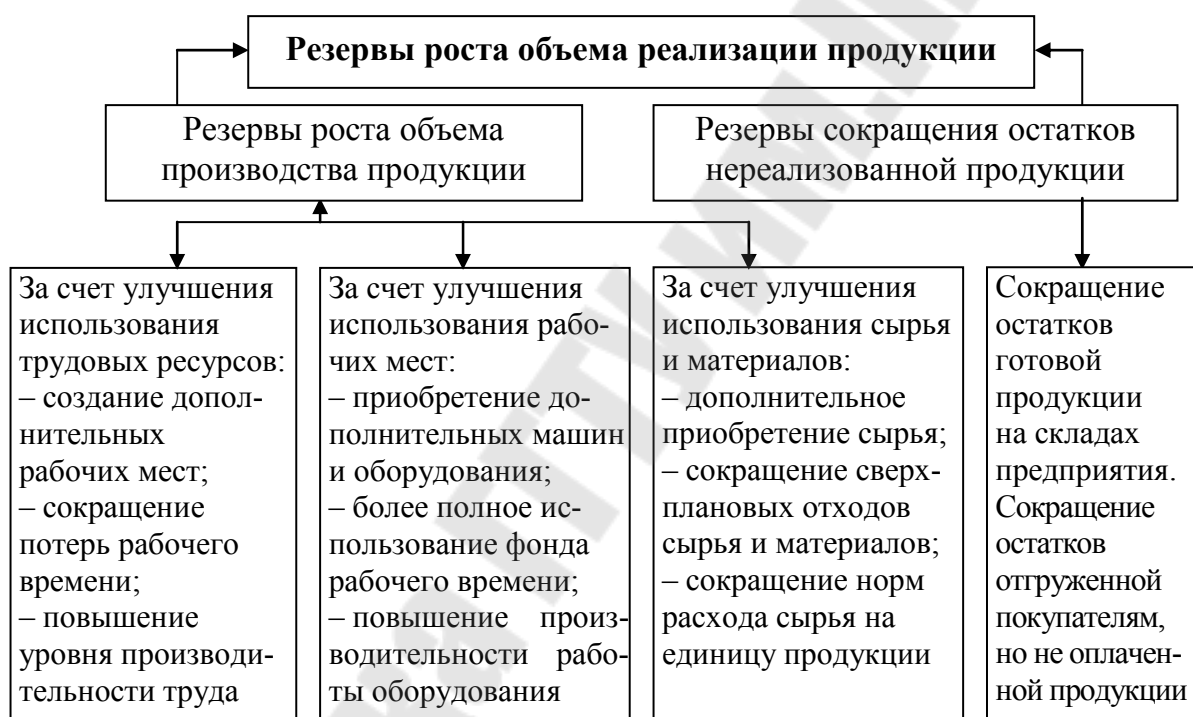 Резервы роста объема реализации продукции
Резервы роста объема
производства продукции
Резервы сокращения остатков
нереализованной продукции
За счет улучшения
использования
трудовых ресурсов:
– создание допол-
нительных
рабочих мест;
– сокращение
потерь рабочего
времени;
– повышение
уровня производи-
тельности труда
За счет улучшения
использования рабо-
чих мест:
– приобретение до-
полнительных машин
и оборудования;
– более полное ис-
пользование фонда
рабочего времени;
– повышение произ-
водительности рабо-
ты оборудования
За счет улучшения
использования сырья
и материалов:
– дополнительное
приобретение сырья;
– сокращение сверх-
плановых отходов
сырья и материалов;
– сокращение норм
расхода сырья на
единицу продукции
Сокращение
остатков
готовой
продукции
на складах
предприятия.
Сокращение
остатков
отгруженной
покупателям,
но не оплачен-
ной продукции
ка ГГТУ им.